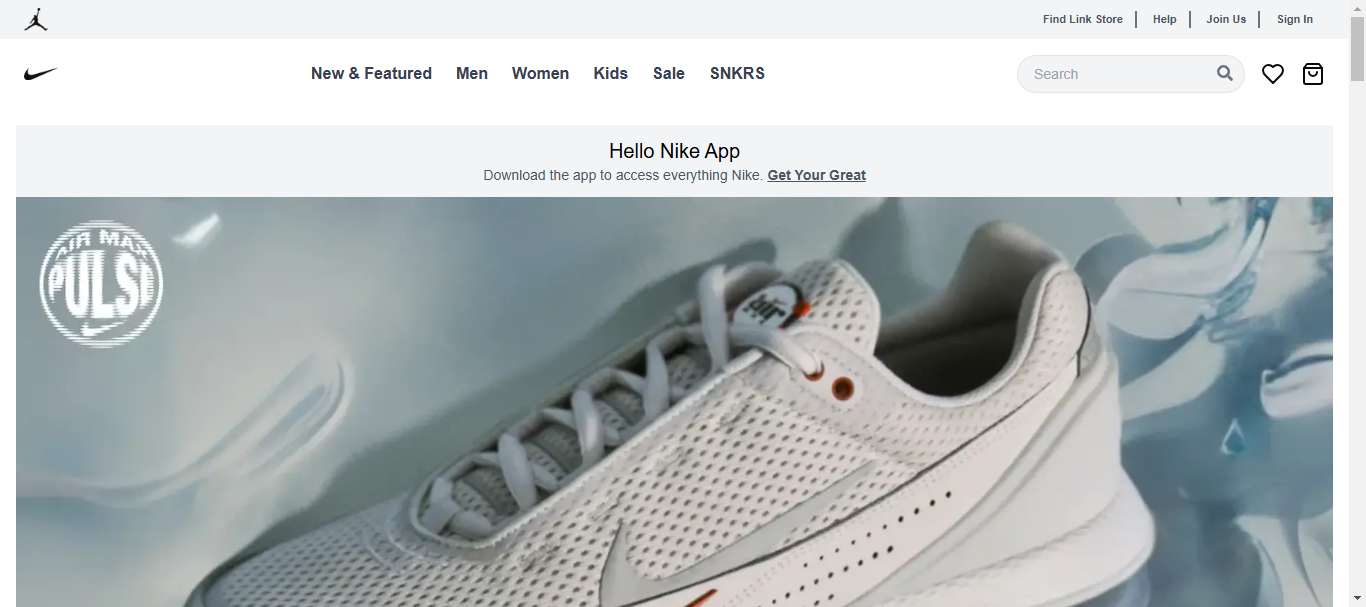 Find Link Store
Help
Join Us
Sign In
New & Featured
Men
Women
Kids
Sale
SNKRS
Search
Hello Nike App
Download the app to access everything Nike. Get Your Great
AIR MAX
PULSE
air